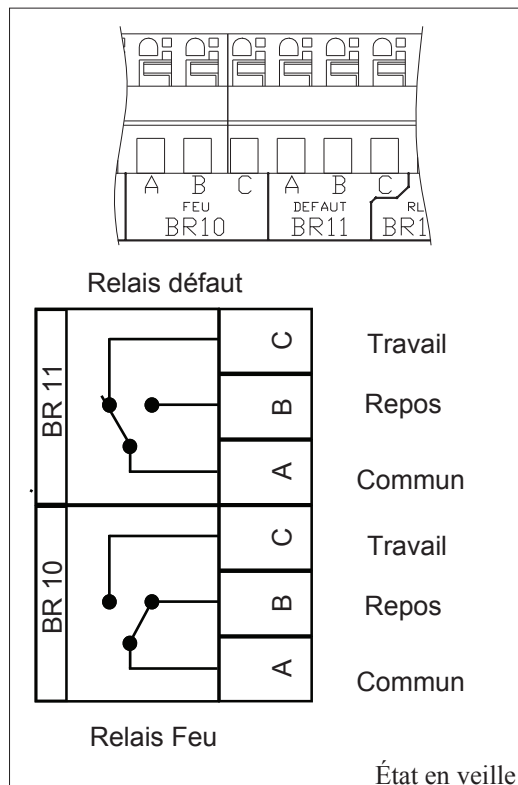 A B C A B C
FEU DEFAUT RL
BR10 BR11 BR1
Relais défaut
BR 11
C Travail
B Repos
A Commun
BR 10
C Travail
B Repos
A Commun
Relais Feu
État en veille